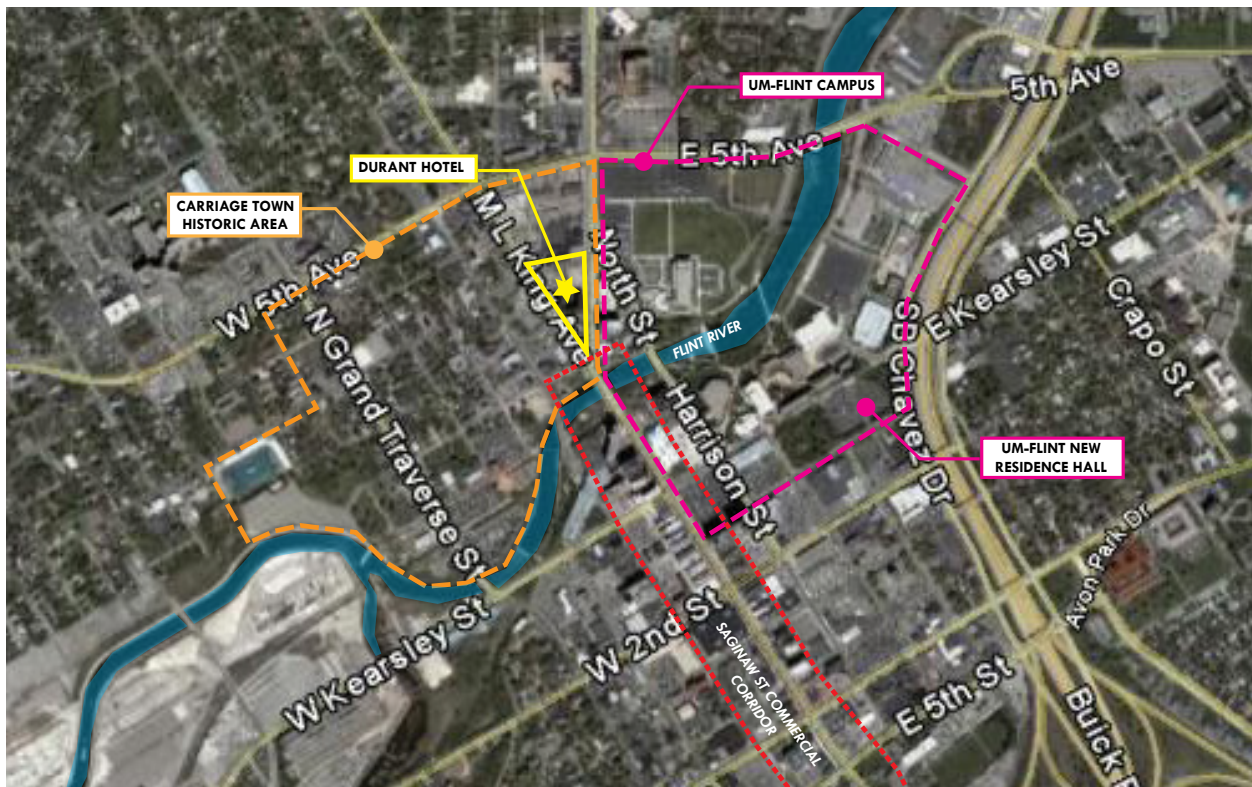 UM-FLINT CAMPUS
5th Ave
E 5th Ave
DURANT HOTEL
CARRIAGE TOWN
HISTORIC AREA
M L King Ave
North St
W 5th Ave
N Grand Traverse St
FLINT RIVER
E Kearsley St
Crapo St
S B Chavez Dr
Harrison St
UM-FLINT NEW
RESIDENCE HALL
Avon Park Dr
W Kearsley St
W 2nd St
SAGINAW ST COMMERCIAL
CORRIDOR
E 5th St
Buick